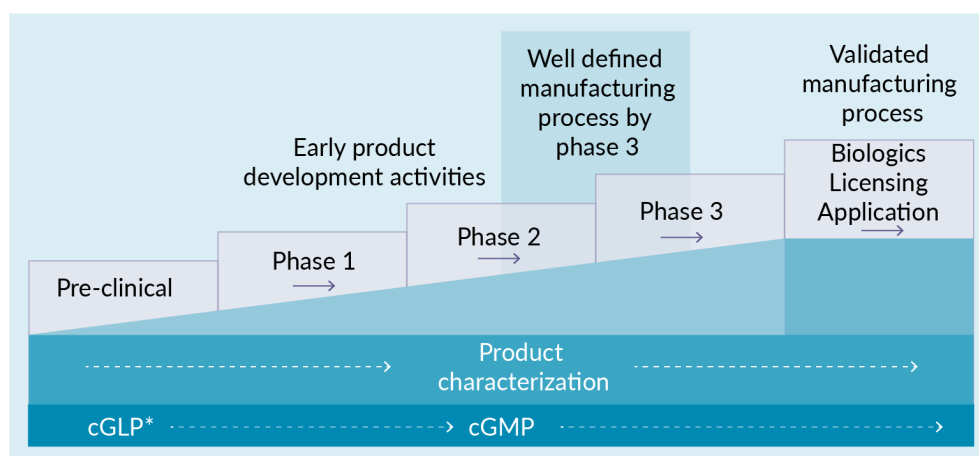 Early product
development activities
Well defined
manufacturing
process by
phase 3
Validated
manufacturing
process
Pre-clinical
Phase 1
Phase 2
Phase 3
Biologics
Licensing
Application
Product
characterization
cGLP*
cGMP